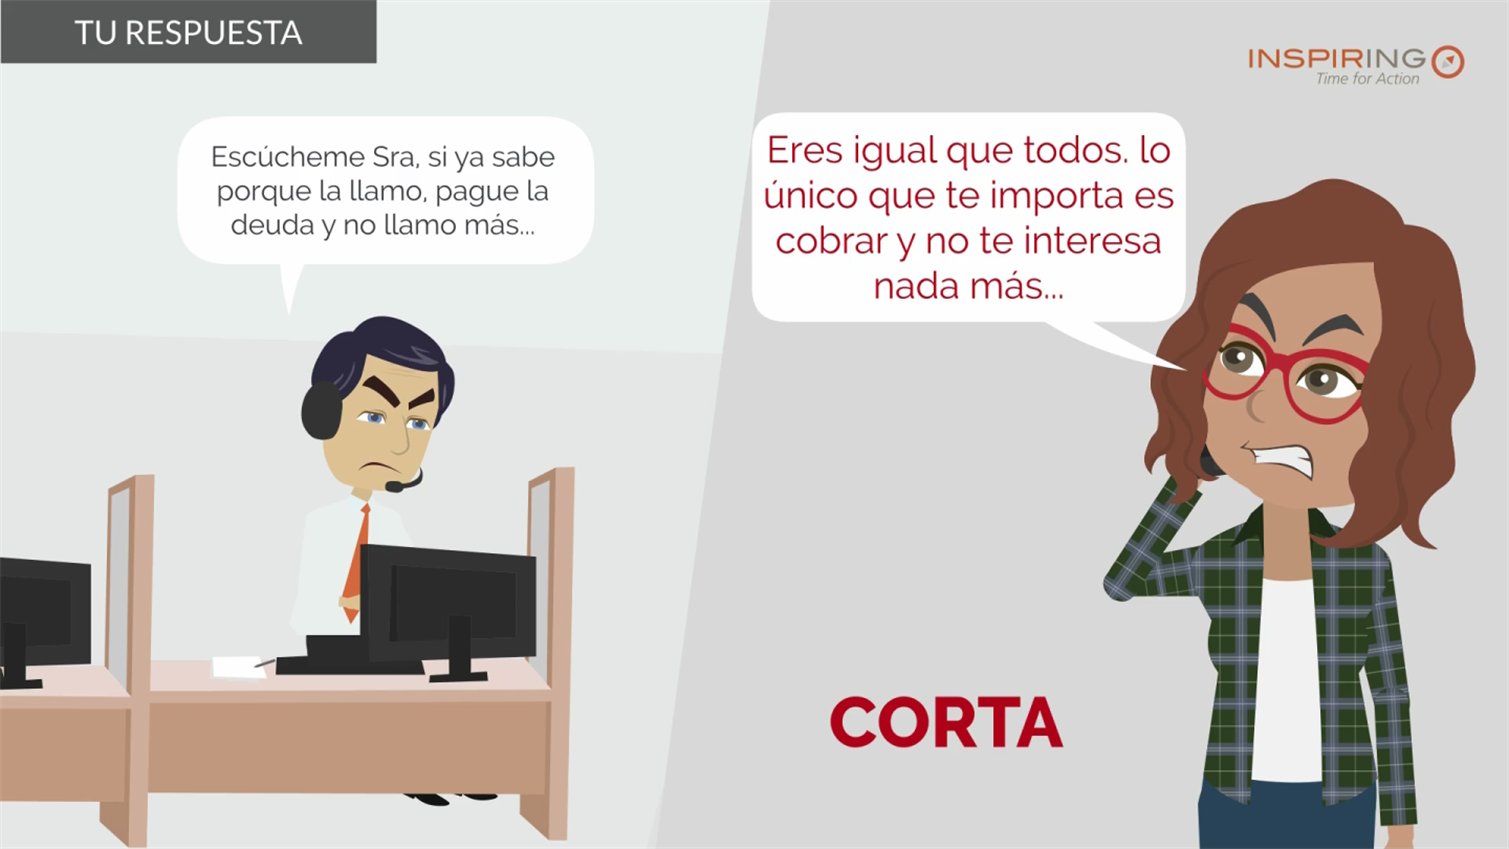 TU RESPUESTA
INSPIRING
Time for Action
Escúcheme Sra, si ya sabe
porque la llamo, pague la
deuda y no llamo más...
Eres igual que todos. lo
único que te importa es
cobrar y no te interesa
nada más...
CORTA